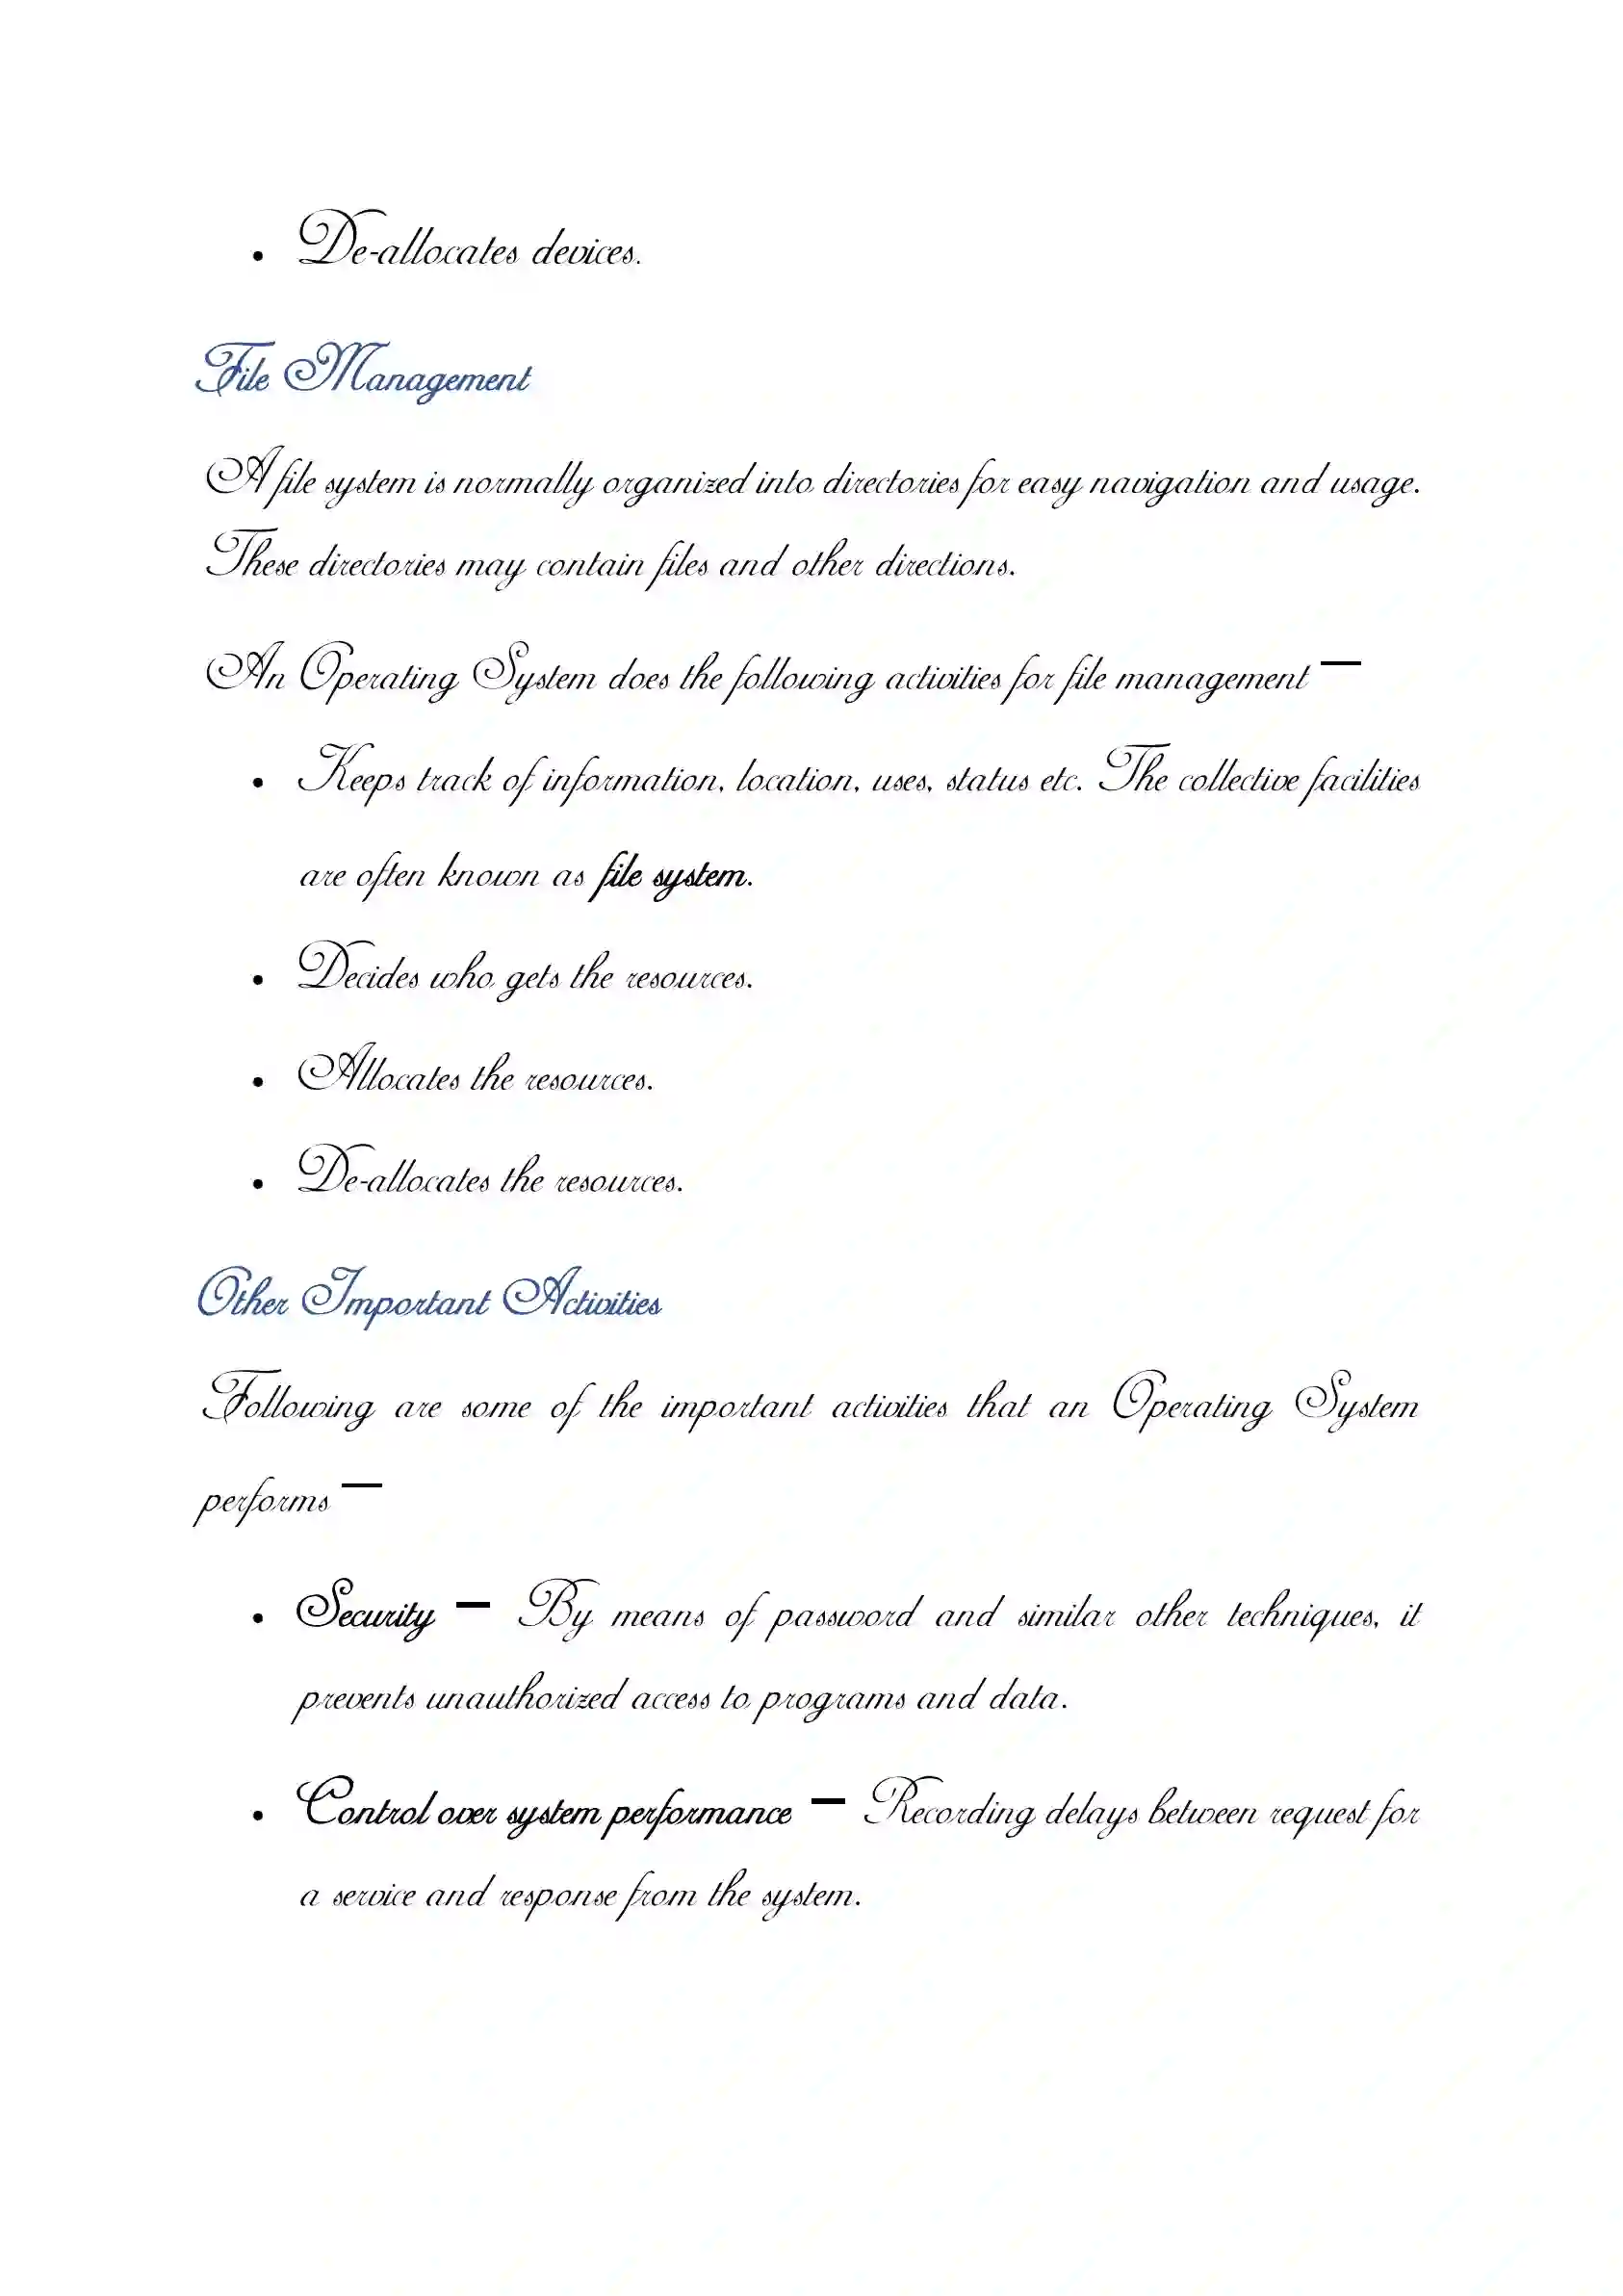 • De-allocates devices.
File Management
A file system is normally organized into directories for easy navigation and usage.
These directories may contain files and other directions.
An Operating System does the following activities for file management —
• Keeps track of information, location, uses, status etc. The collective facilities
are often known as file system.
• Decides who gets the resources.
• Allocates the resources.
• De-allocates the resources.
Other Important Activities
Following are some of the important activities that an Operating System
performs —
• Security — By means of password and similar other techniques, it
prevents unauthorized access to programs and data.
• Control over system performance — Recording delays between request for
a service and response from the system.